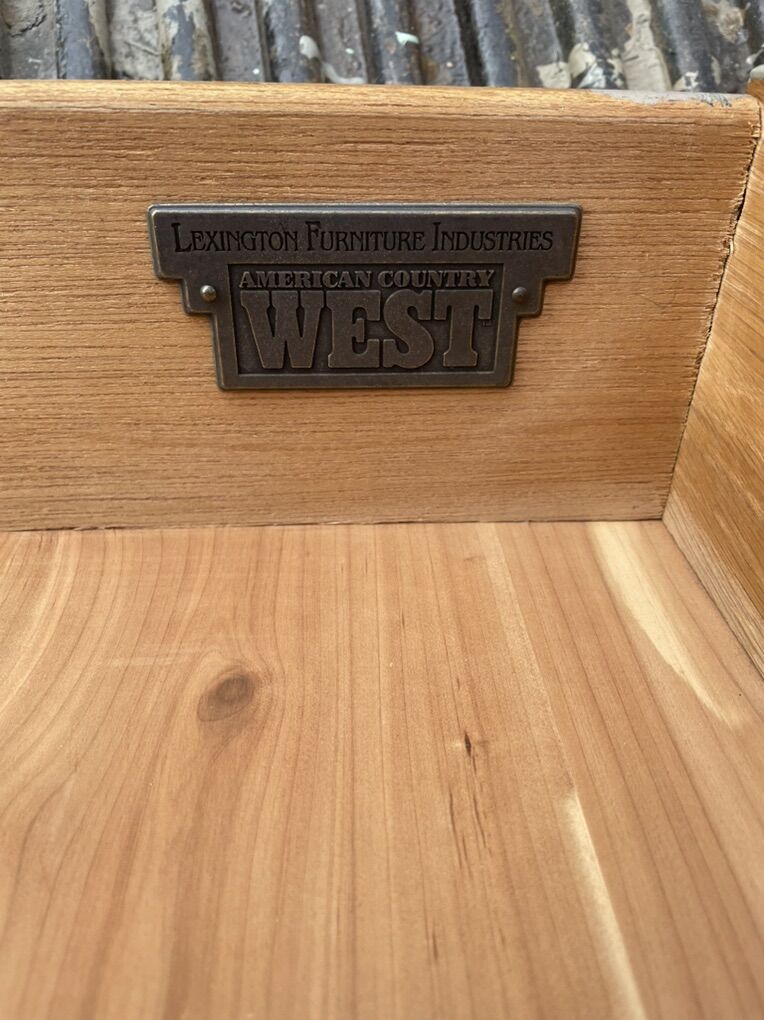 LEXINGTON FURNITURE INDUSTRIES
AMERICAN COUNTRY
WEST